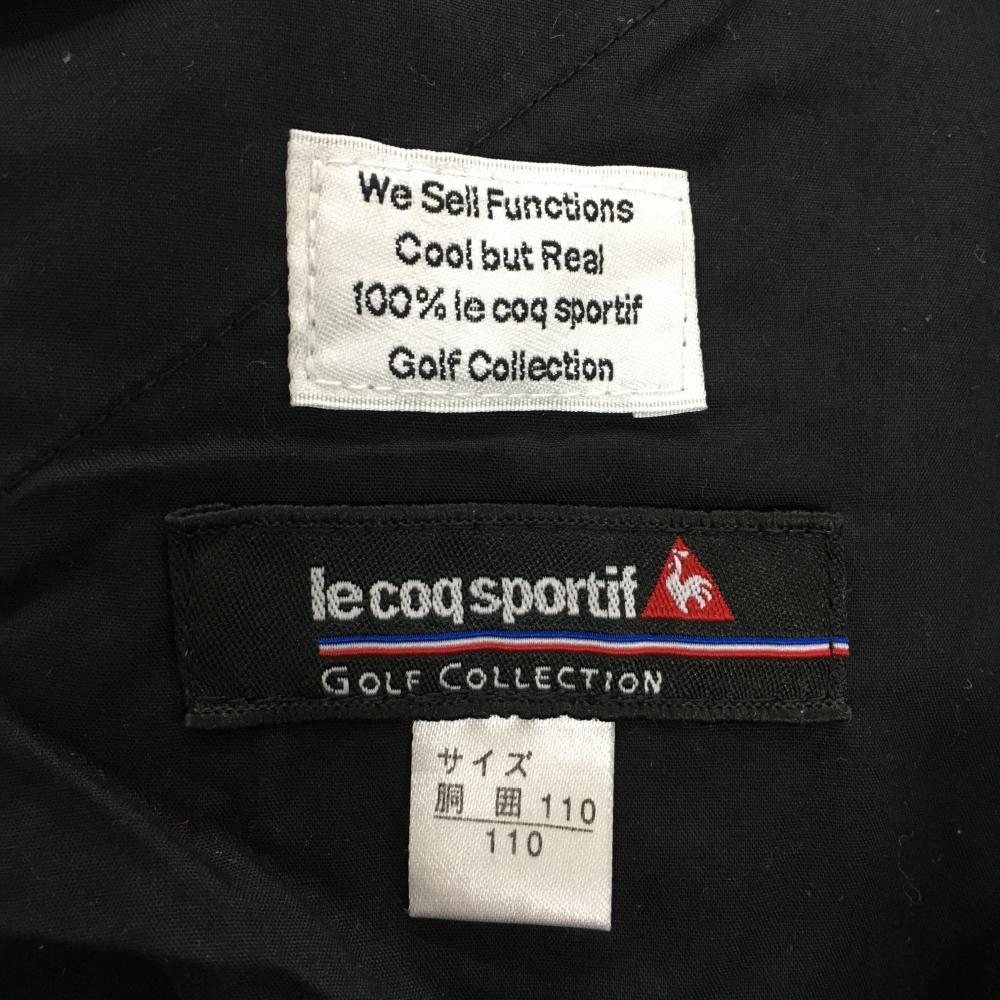 We Sell Functions
Cool but Real
100% le coq sportif
Golf Collection
le coq sportif
GOLF COLLECTION
サイズ
胴囲 110
110